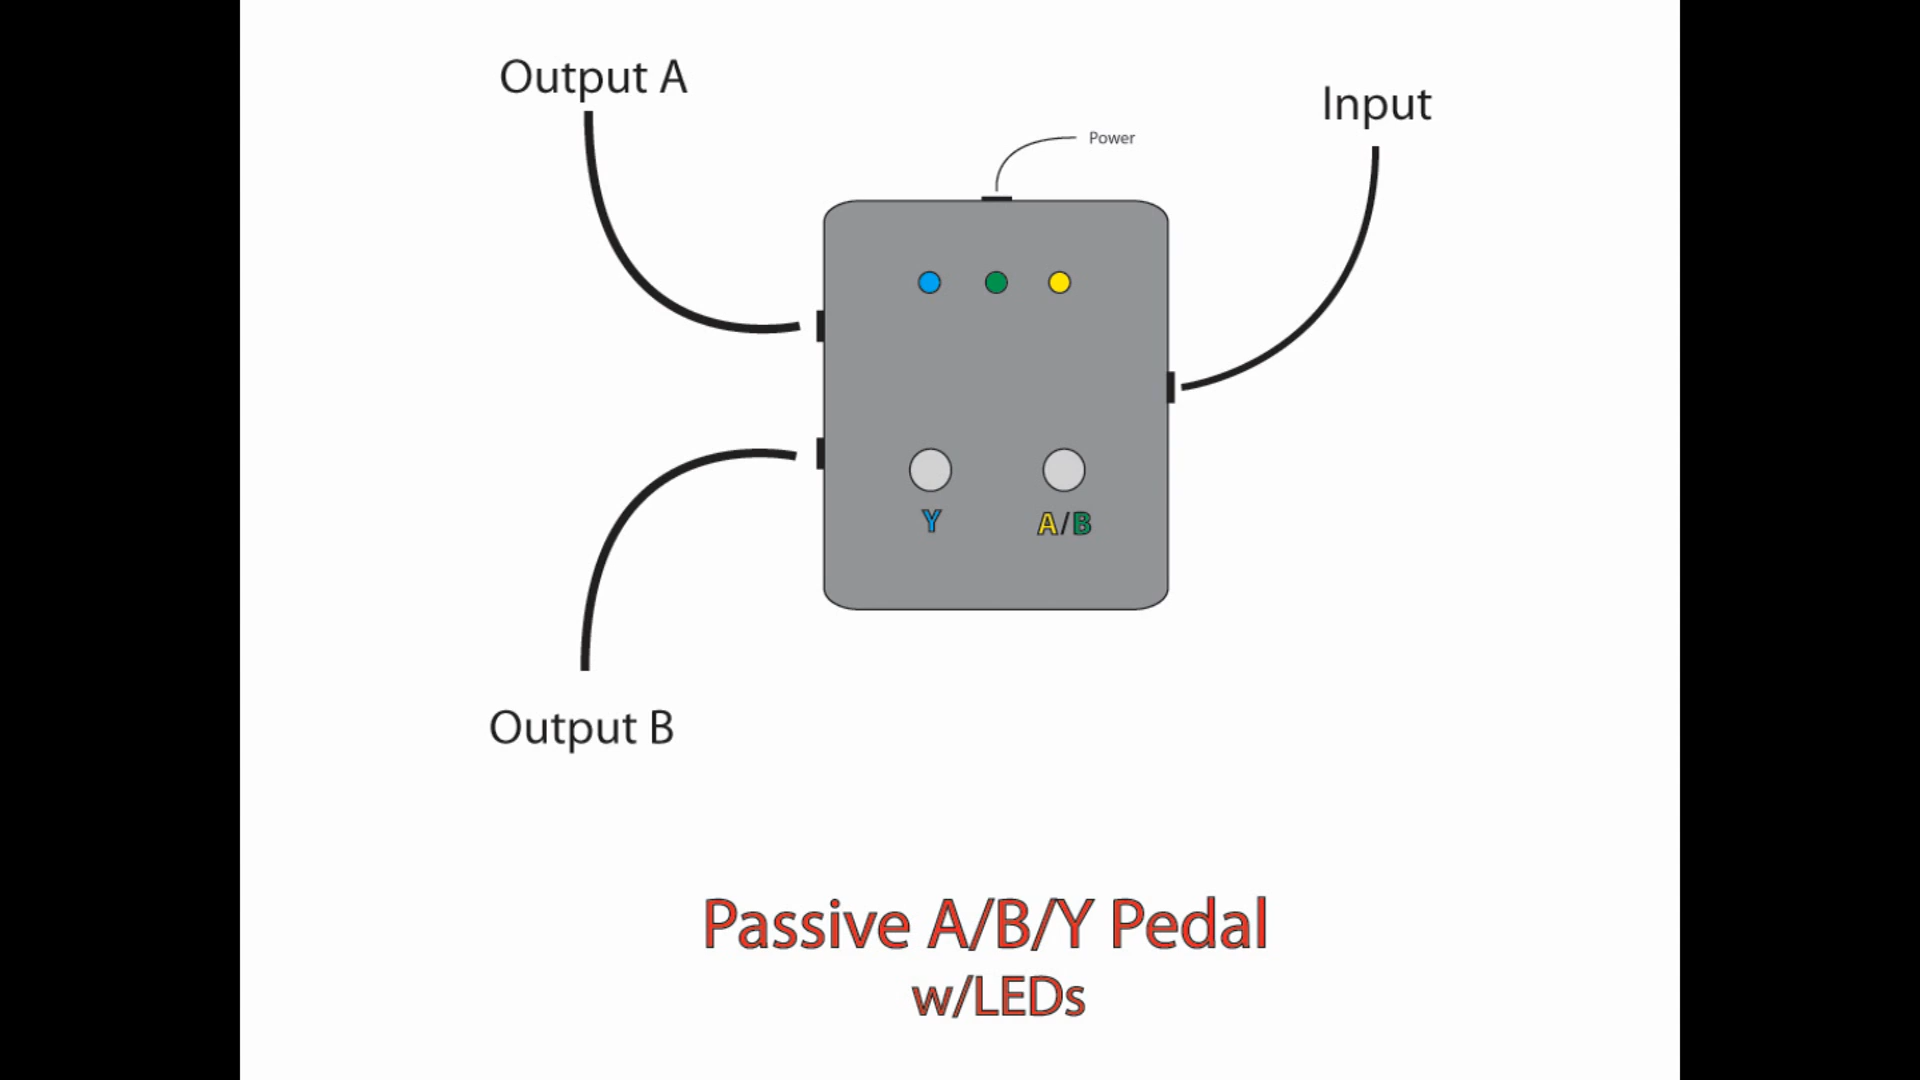 Output A
Input
Power
Y
A/B
Output B
Passive A/B/Y Pedal
w/LEDs